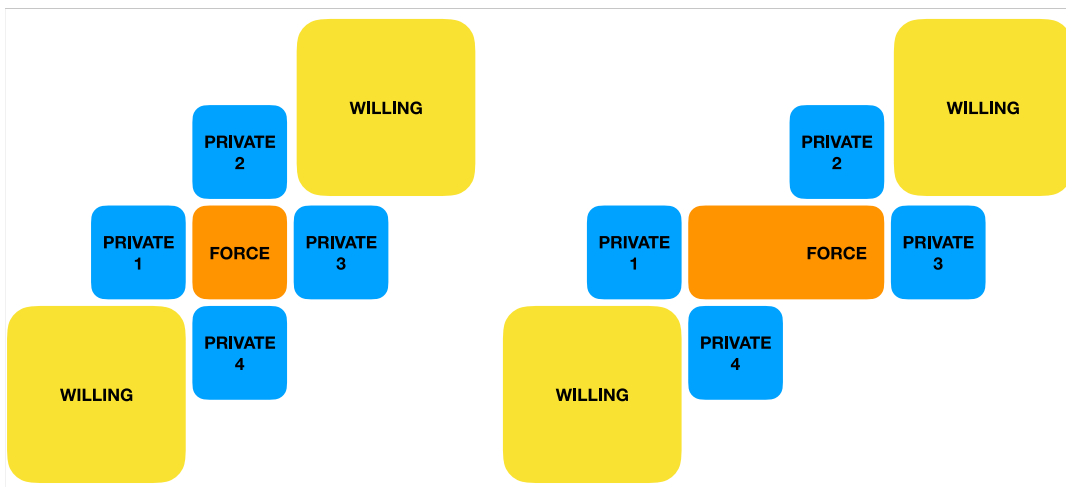 WILLING
PRIVATE
2
PRIVATE
1
FORCE
PRIVATE
3
WILLING
PRIVATE
4
WILLING
PRIVATE
2
PRIVATE
1
FORCE
PRIVATE
3
WILLING
PRIVATE
4